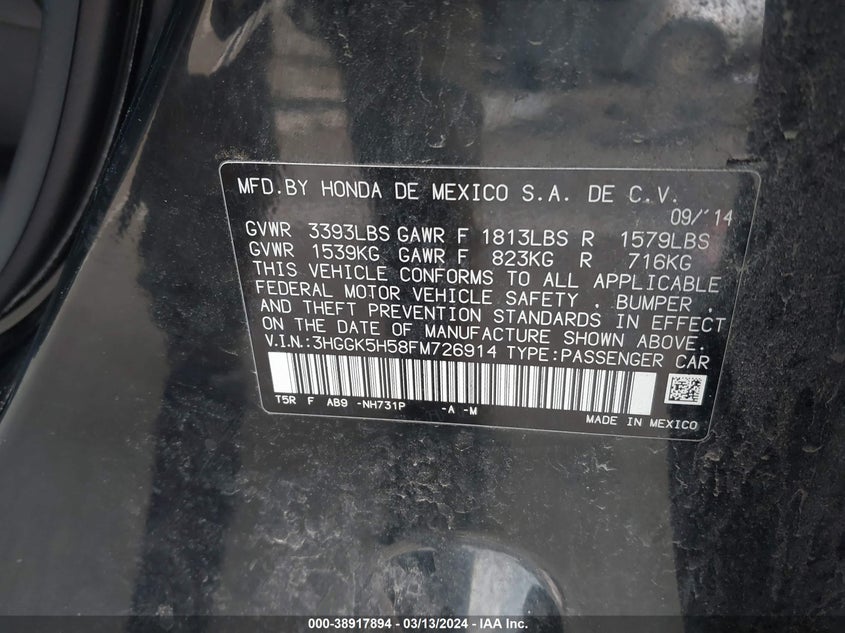 MFD.BY HONDA DE MEXICO S.A. DE C.V.
09/'14
GVWR 3393LBS GAWR F 1813LBS R 1579LBS
GVWR 1539KG GAWR F 823KG R 716KG
THIS VEHICLE CONFORMS TO ALL APPLICABLE
FEDERAL MOTOR VEHICLE SAFETY , BUMPER ,
AND THEFT PREVENTION STANDARDS IN EFFECT
ON THE DATE OF MANUFACTURE SHOWN ABOVE.
V.I.N.:3HGGK5H58FM726914 TYPE:PASSENGER CAR
T5R F AB9 -NH731P -A -M
MADE IN MEXICO
000-38917894 / 03/13/2024 — IAA Inc.